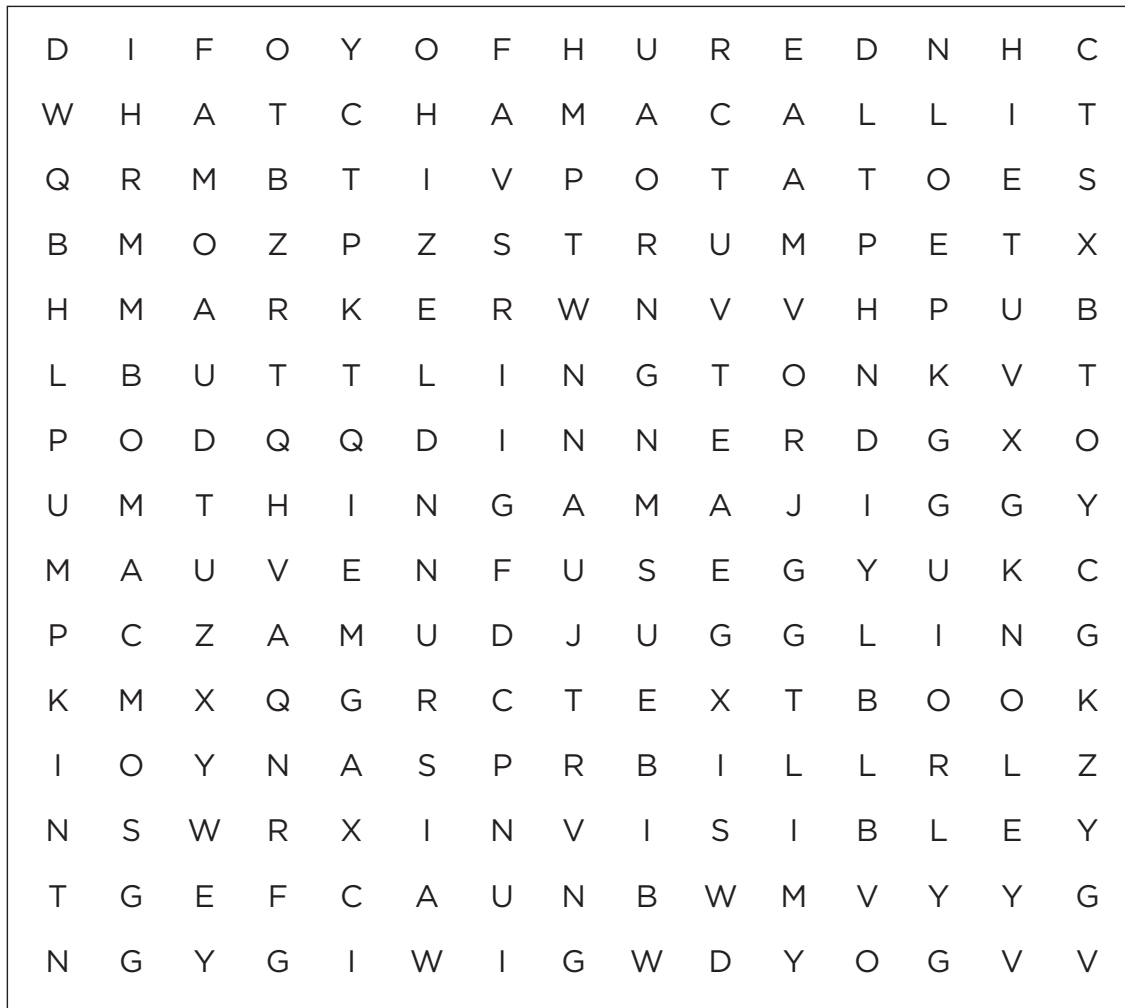 D I F O Y O F H U R E D N H C
W H A T C H A M A C A L L I T
Q R M B T I V P O T A T O E S
B M O Z P Z S T R U M P E T X
H M A R K E R W N V V H P U B
L B U T T L I N G T O N K V T
P O D Q Q D I N N E R D G X O
U M T H I N G A M A J I G G Y
M A U V E N F U S E G Y U K C
P C Z A M U D J U G G L I N G
K M X Q G R C T E X T B O O K
I O Y N A S P R B I L L R L Z
N S W R X I N V I S I B L E Y
T G E F C A U N B W M V Y Y G
N G Y G I W I G W D Y O G V V